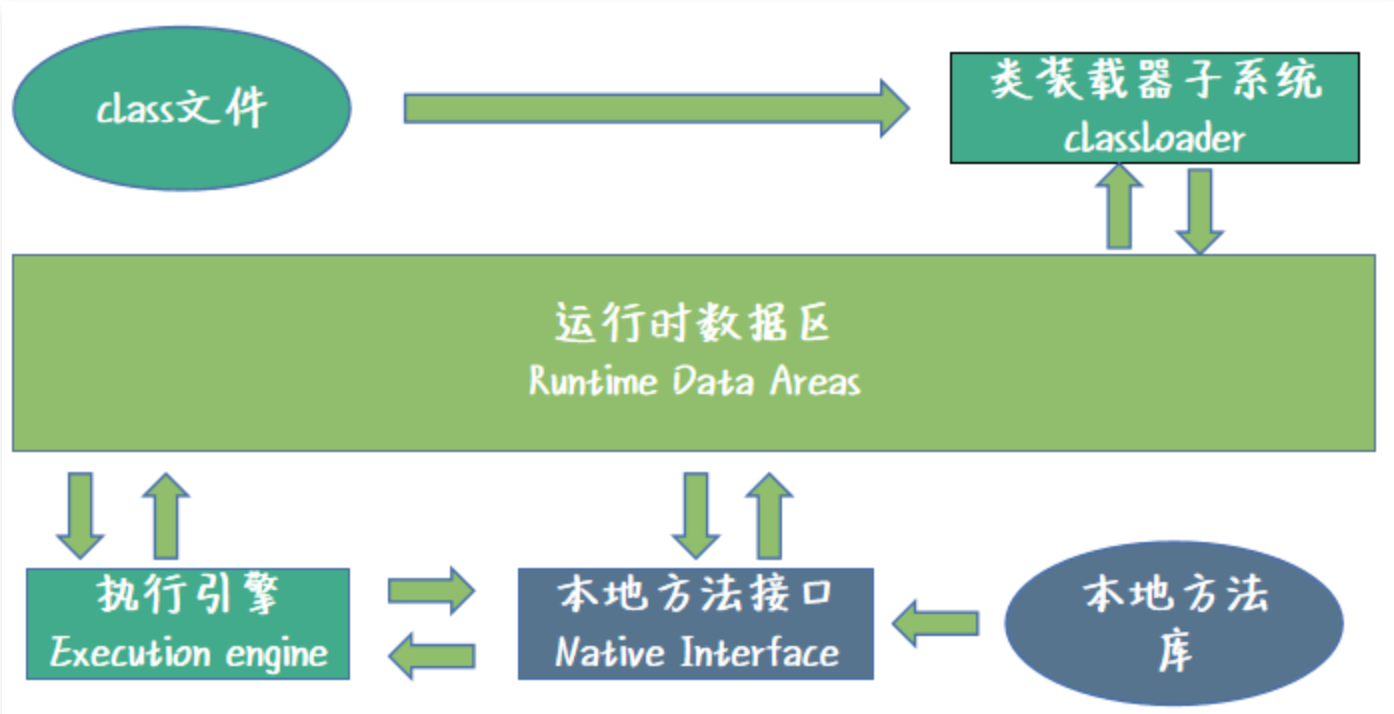 class文件
类装载器子系统
classLoader
运行时数据区
Runtime Data Areas
执行引擎
Execution engine
本地方法接口
Native Interface
本地方法
库